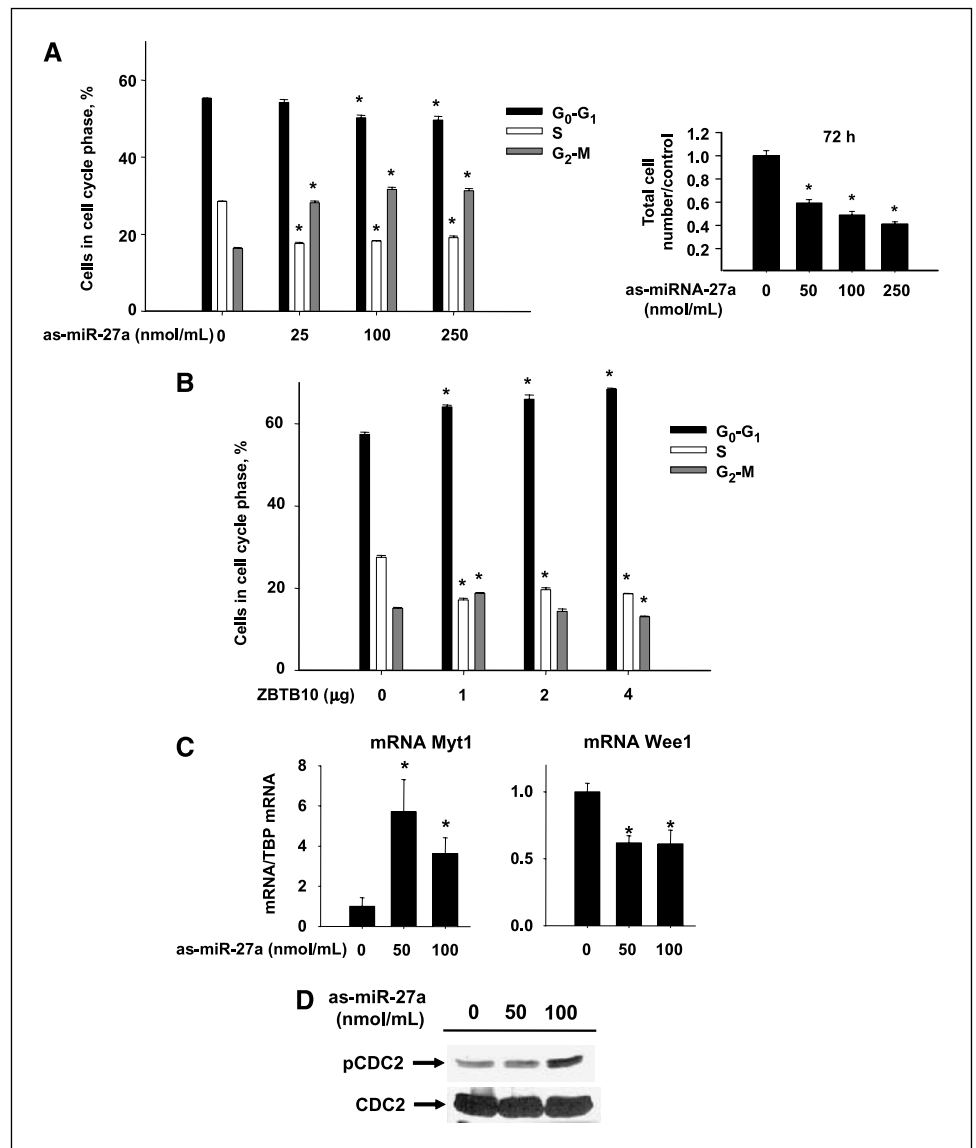 A
Cells in cell cycle phase, %
60
40
20
0
* *
* * *
* * *
G₀-G₁
S
G₂-M
as-miR-27a (nmol/mL) 0 25 100 250
72 h
Total cell
number/control
1.2
1.0
0.8
0.6
0.4
0.2
* * *
as-miRNA-27a
(nmol/mL)
0 50 100 250
B
Cells in cell cycle phase, %
60
40
20
0
* * *
* * * * *
G₀-G₁
S
G₂-M
ZBTB10 (μg) 0 1 2 4
C
mRNA Myt1
mRNA/TBP mRNA
8
6
4
2
0
* *
as-miR-27a (nmol/mL) 0 50 100
mRNA Wee1
1.0
0.5
0.0
* *
0 50 100
D
as-miR-27a
(nmol/mL)
0 50 100
pCDC2
CDC2